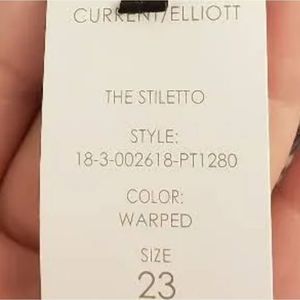 CURRENT/ELLIOTT
THE STILETTO
STYLE:
18-3-002618-PT1280
COLOR:
WARPED
SIZE
23